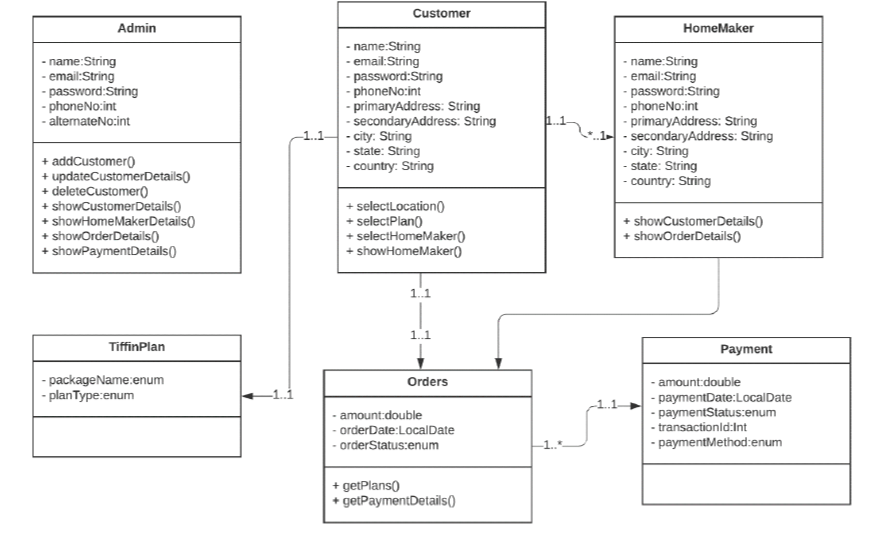 Admin
- name:String
- email:String
- password:String
- phoneNo:int
- alternateNo:int
+ addCustomer()
+ updateCustomerDetails()
+ deleteCustomer()
+ showCustomerDetails()
+ showHomeMakerDetails()
+ showOrderDetails()
+ showPaymentDetails()
Customer
- name:String
- email:String
- password:String
- phoneNo:int
- primaryAddress: String
- secondaryAddress: String
- city: String
- state: String
- country: String
+ selectLocation()
+ selectPlan()
+ selectHomeMaker()
+ showHomeMaker()
HomeMaker
- name:String
- email:String
- password:String
- phoneNo:int
- primaryAddress: String
- secondaryAddress: String
- city: String
- state: String
- country: String
+ showCustomerDetails()
+ showOrderDetails()
1..1
1..1
*..1
1..1
1..1
TiffinPlan
- packageName:enum
- planType:enum
1..1
Orders
- amount:double
- orderDate:LocalDate
- orderStatus:enum
+ getPlans()
+ getPaymentDetails()
1..*
1..1
Payment
- amount:double
- paymentDate:LocalDate
- paymentStatus:enum
- transactionId:Int
- paymentMethod:enum